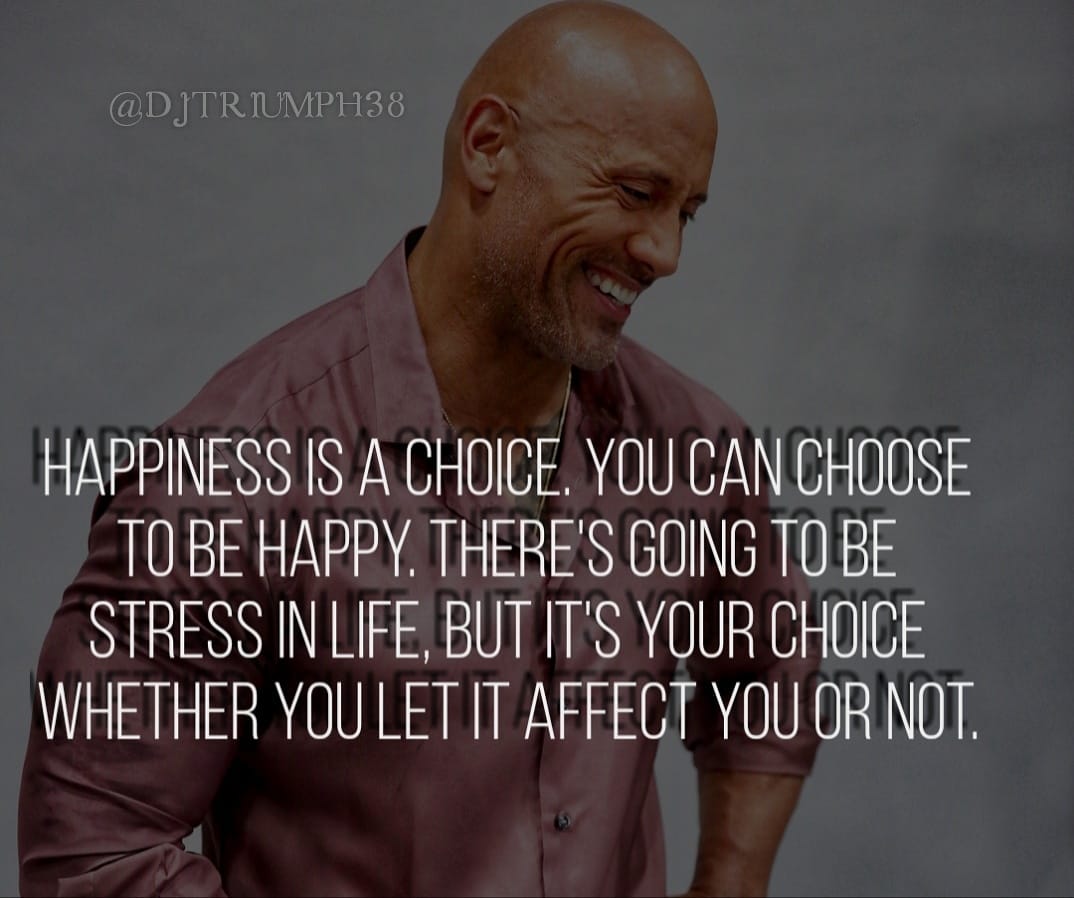 @DJTRIUMPH38
HAPPINESS IS A CHOICE. YOU CAN CHOOSE
TO BE HAPPY. THERE'S GOING TO BE
STRESS IN LIFE, BUT IT'S YOUR CHOICE
WHETHER YOU LET IT AFFECT YOU OR NOT.